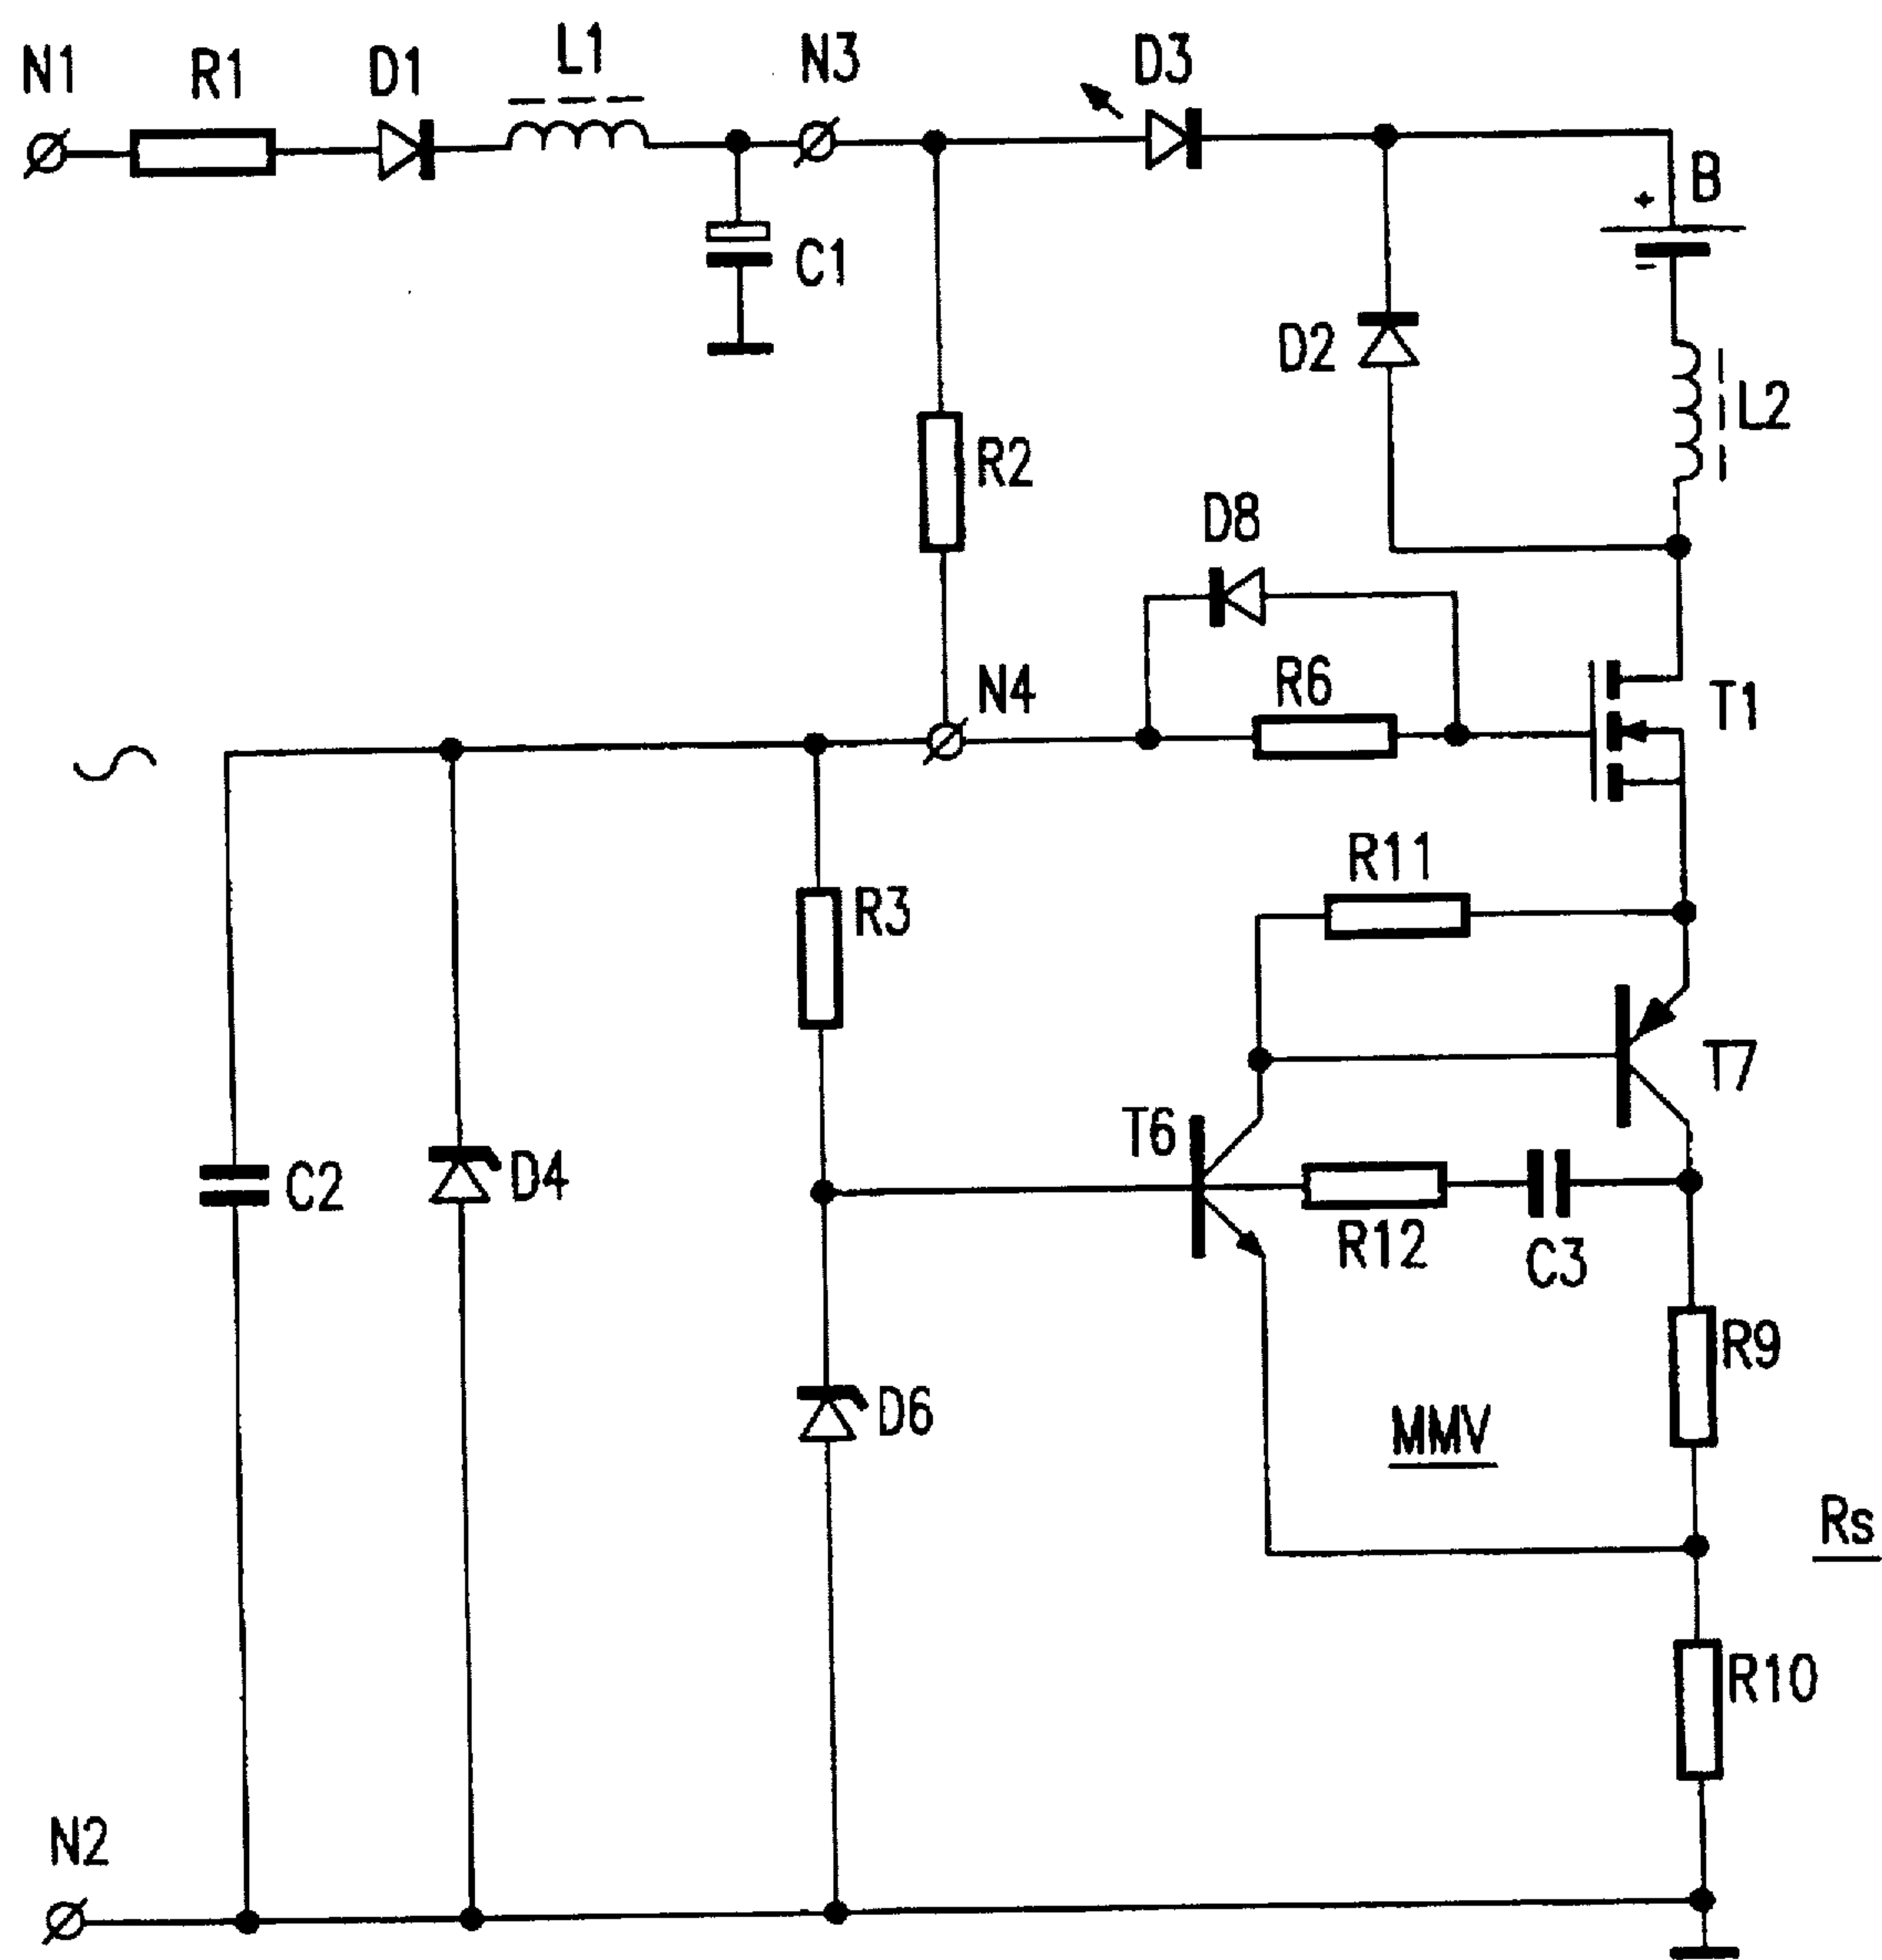 N1
R1
D1
L1
N3
D3
C1
+
B
-
D2
L2
R2
D8
N4
R6
T1
R3
R11
T7
T6
C2
D4
R12
C3
R9
D6
MMV
Rs
R10
N2